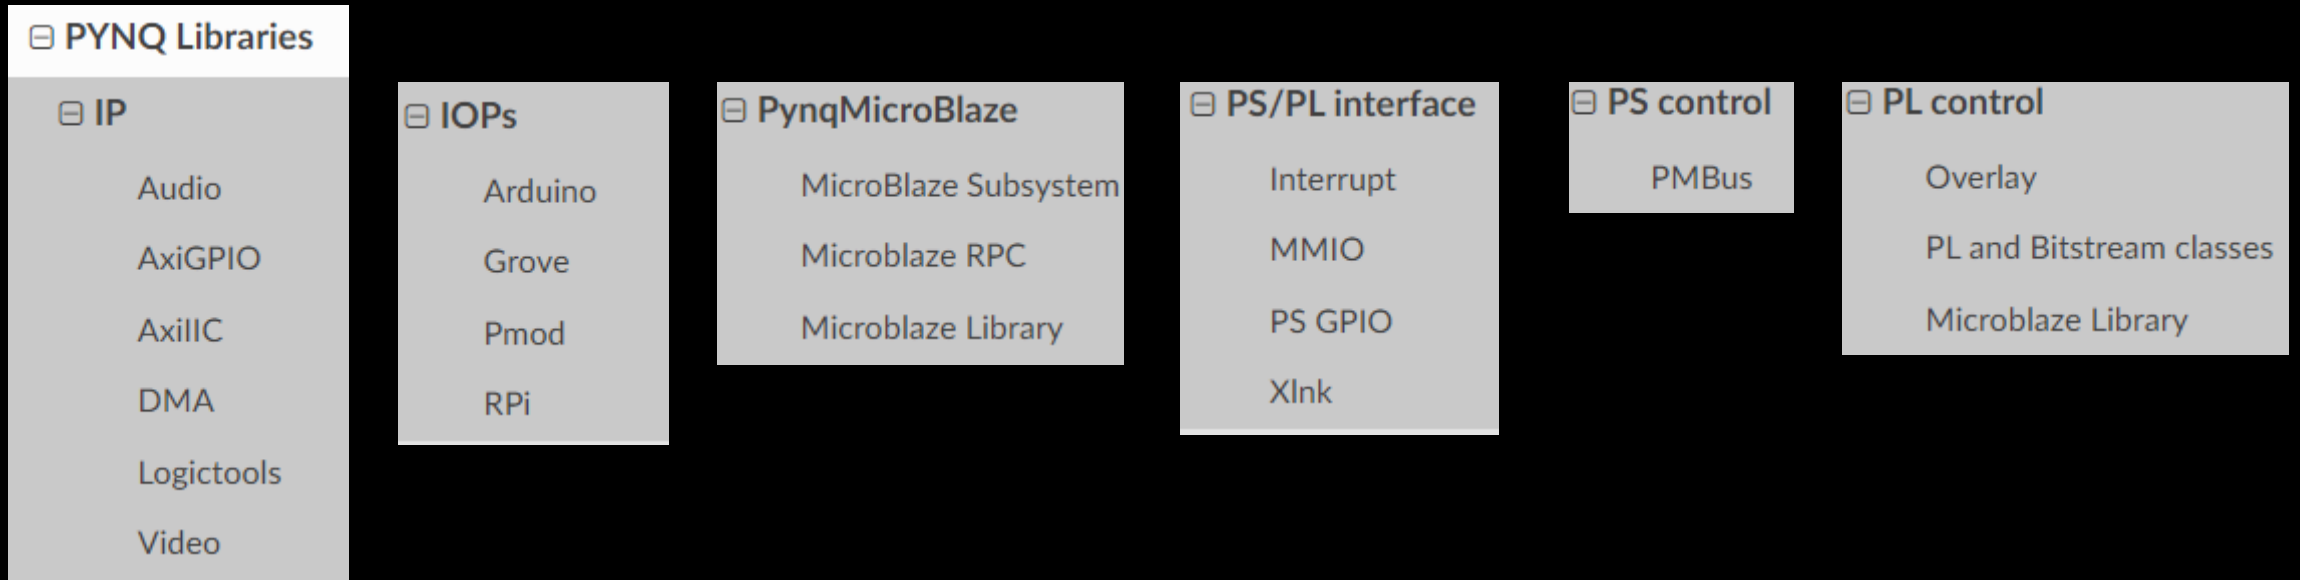 PYNQ Libraries
IP
Audio
AxiGPIO
AxiIIC
DMA
Logictools
Video
IOPs
Arduino
Grove
Pmod
RPi
PynqMicroBlaze
MicroBlaze Subsystem
Microblaze RPC
Microblaze Library
PS/PL interface
Interrupt
MMIO
PS GPIO
Xlnk
PS control
PMBus
PL control
Overlay
PL and Bitstream classes
Microblaze Library